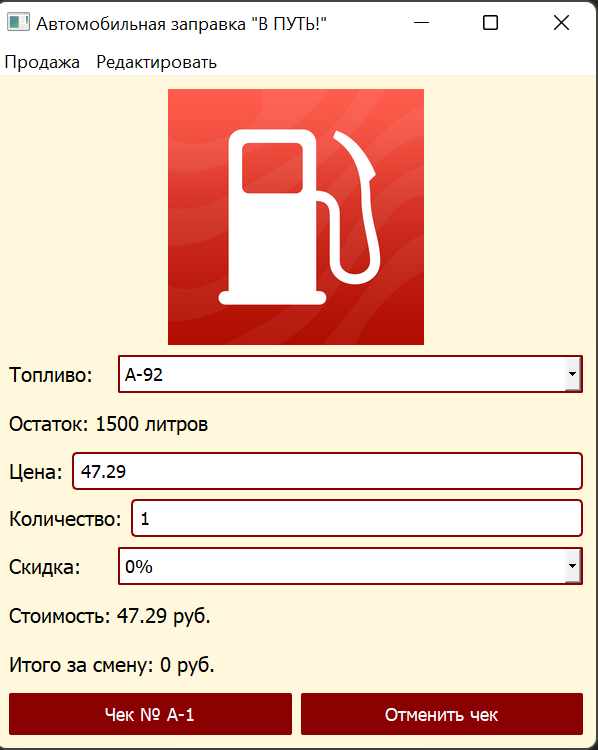 Автомобильная заправка "В ПУТЬ!"
Продажа Редактировать
Топливо: А-92
Остаток: 1500 литров
Цена: 47.29
Количество: 1
Скидка: 0%
Стоимость: 47.29 руб.
Итого за смену: 0 руб.
Чек № А-1 Отменить чек